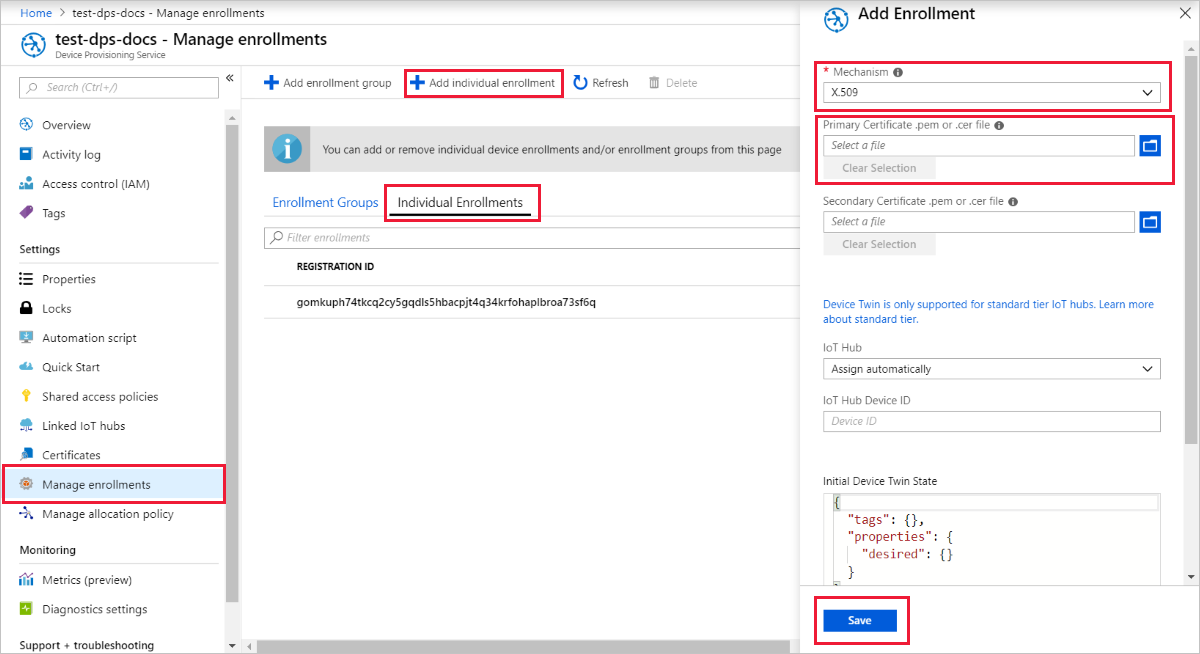 Home > test-dps-docs - Manage enrollments
test-dps-docs - Manage enrollments
Device Provisioning Service
Search (Ctrl+/)
«
Overview
Activity log
Access control (IAM)
Tags
Settings
Properties
Locks
Automation script
Quick Start
Shared access policies
Linked IoT hubs
Certificates
Manage enrollments
Manage allocation policy
Monitoring
Metrics (preview)
Diagnostics settings
Support + troubleshooting
Add enrollment group
Add individual enrollment
Refresh
Delete
You can add or remove individual device enrollments and/or enrollment groups from this page
Enrollment Groups
Individual Enrollments
Filter enrollments
REGISTRATION ID
gomkuph74tkcq2cy5gqdls5hbacpjt4q34krfohaplbroa73sf6q
Add Enrollment
* Mechanism
X.509
Primary Certificate .pem or .cer file
Select a file
Clear Selection
Secondary Certificate .pem or .cer file
Select a file
Clear Selection
Device Twin is only supported for standard tier IoT hubs. Learn more
about standard tier.
IoT Hub
Assign automatically
IoT Hub Device ID
Device ID
Initial Device Twin State
{
"tags": {},
"properties": {
"desired": {}
}
Save